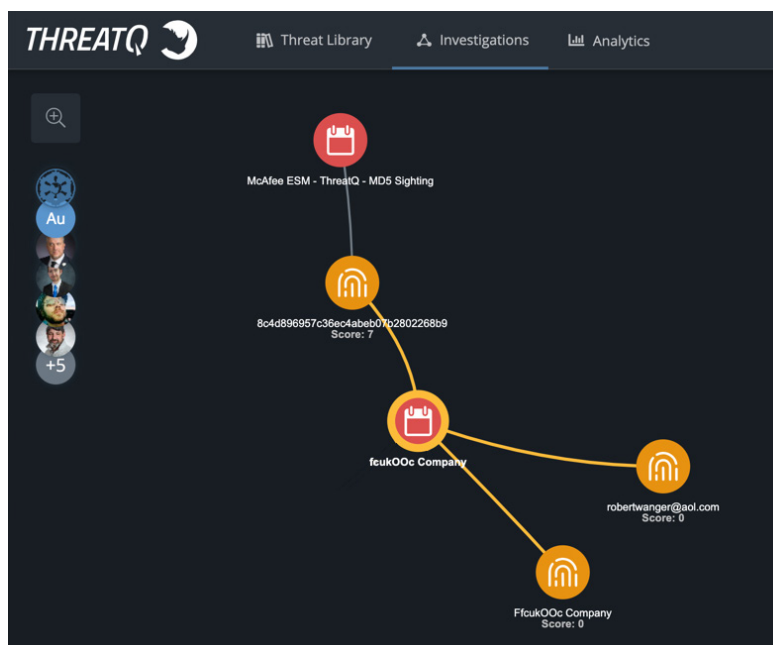 THREATQ
Threat Library
Investigations
Analytics
McAfee ESM - ThreatQ - MD5 Sighting
Au
8c4d896957c36ec4abeb07b2802268b9
Score: 7
+5
fcukOOc Company
robertwanger@aol.com
Score: 0
FfcukOOc Company
Score: 0